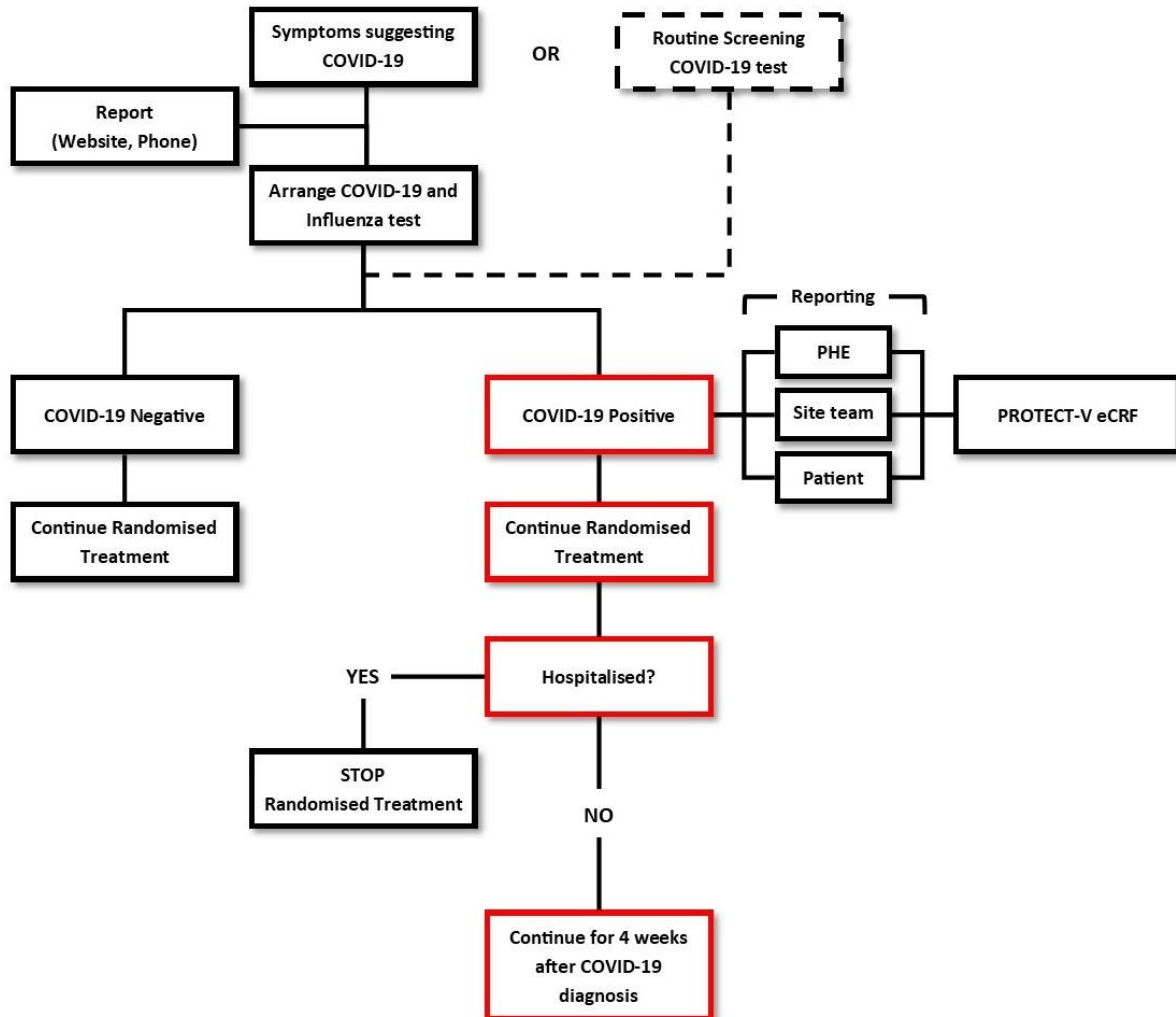 Symptoms suggesting
COVID-19
OR
Routine Screening
COVID-19 test
Report
(Website, Phone)
Arrange COVID-19 and
Influenza test
Reporting
PHE
COVID-19 Negative
COVID-19 Positive
Site team
PROTECT-V eCRF
Patient
Continue Randomised
Treatment
Continue Randomised
Treatment
YES
Hospitalised?
STOP
Randomised Treatment
NO
Continue for 4 weeks
after COVID-19
diagnosis